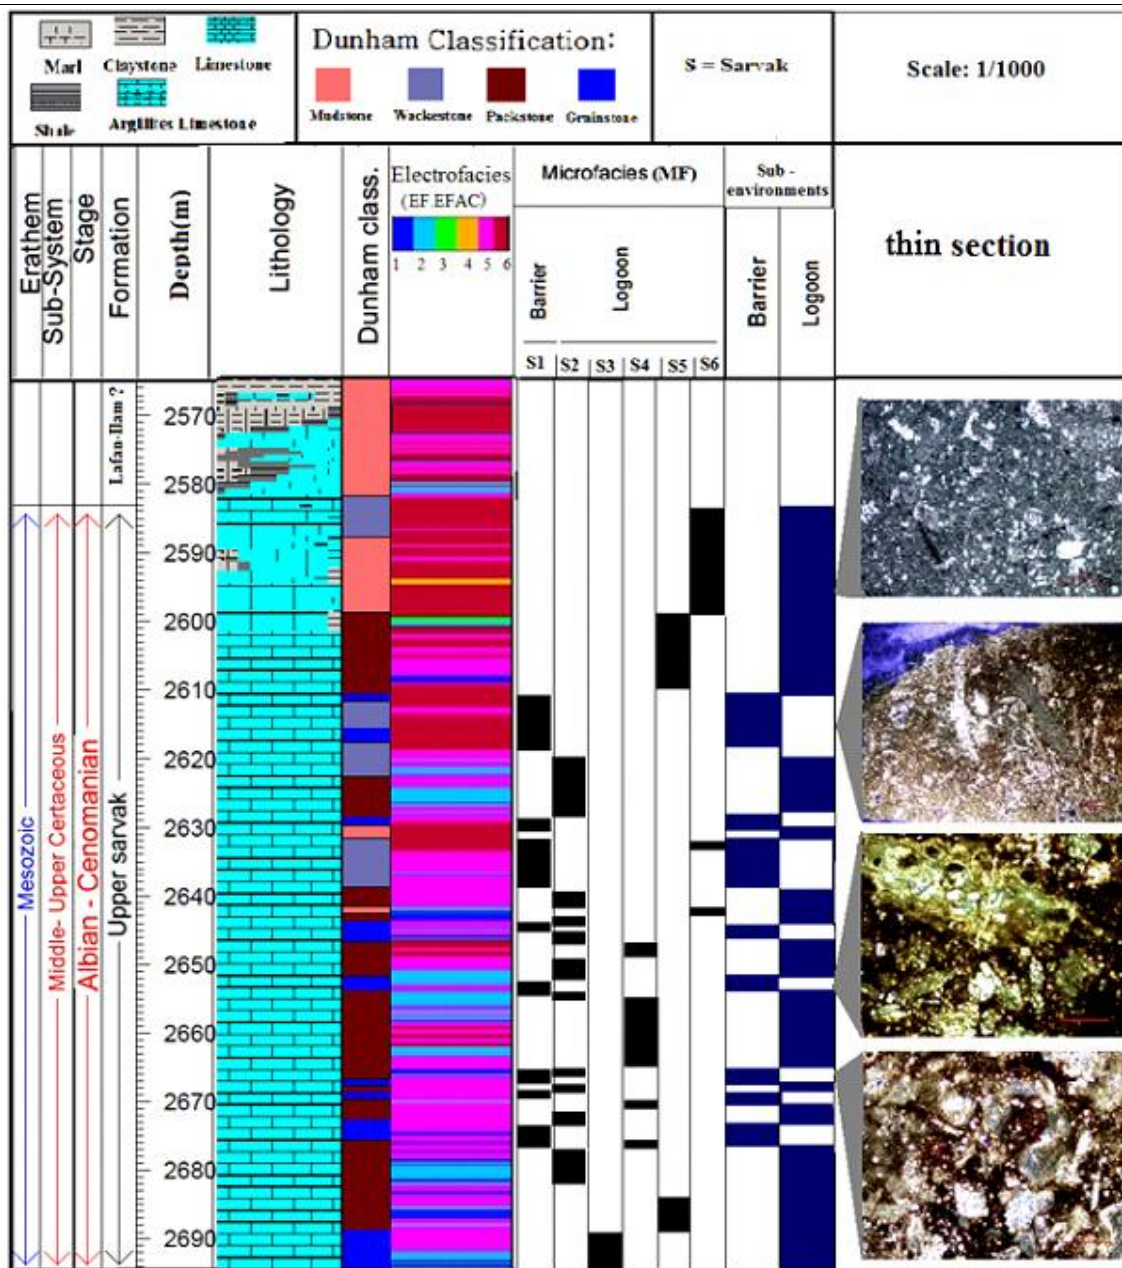 Marl
Claystone
Limestone
Shale
Argillites Limestone
Dunham Classification:
Mudstone
Wackestone
Packstone
Grainstone
S = Sarvak
Scale: 1/1000
Erathem
Sub-System
Stage
Formation
Depth(m)
Lithology
Dunham class.
Electrofacies
(EF.EFAC)
1 2 3 4 5 6
Microfacies (MF)
Barrier
Logoon
S1 S2 S3 S4 S5 S6
Sub -
environments
Barrier
Logoon
thin section
Mesozoic
Middle- Upper Certaceous
Albian - Cenomanian
Lafan-Ilam ?
Upper sarvak
2570
2580
2590
2600
2610
2620
2630
2640
2650
2660
2670
2680
2690